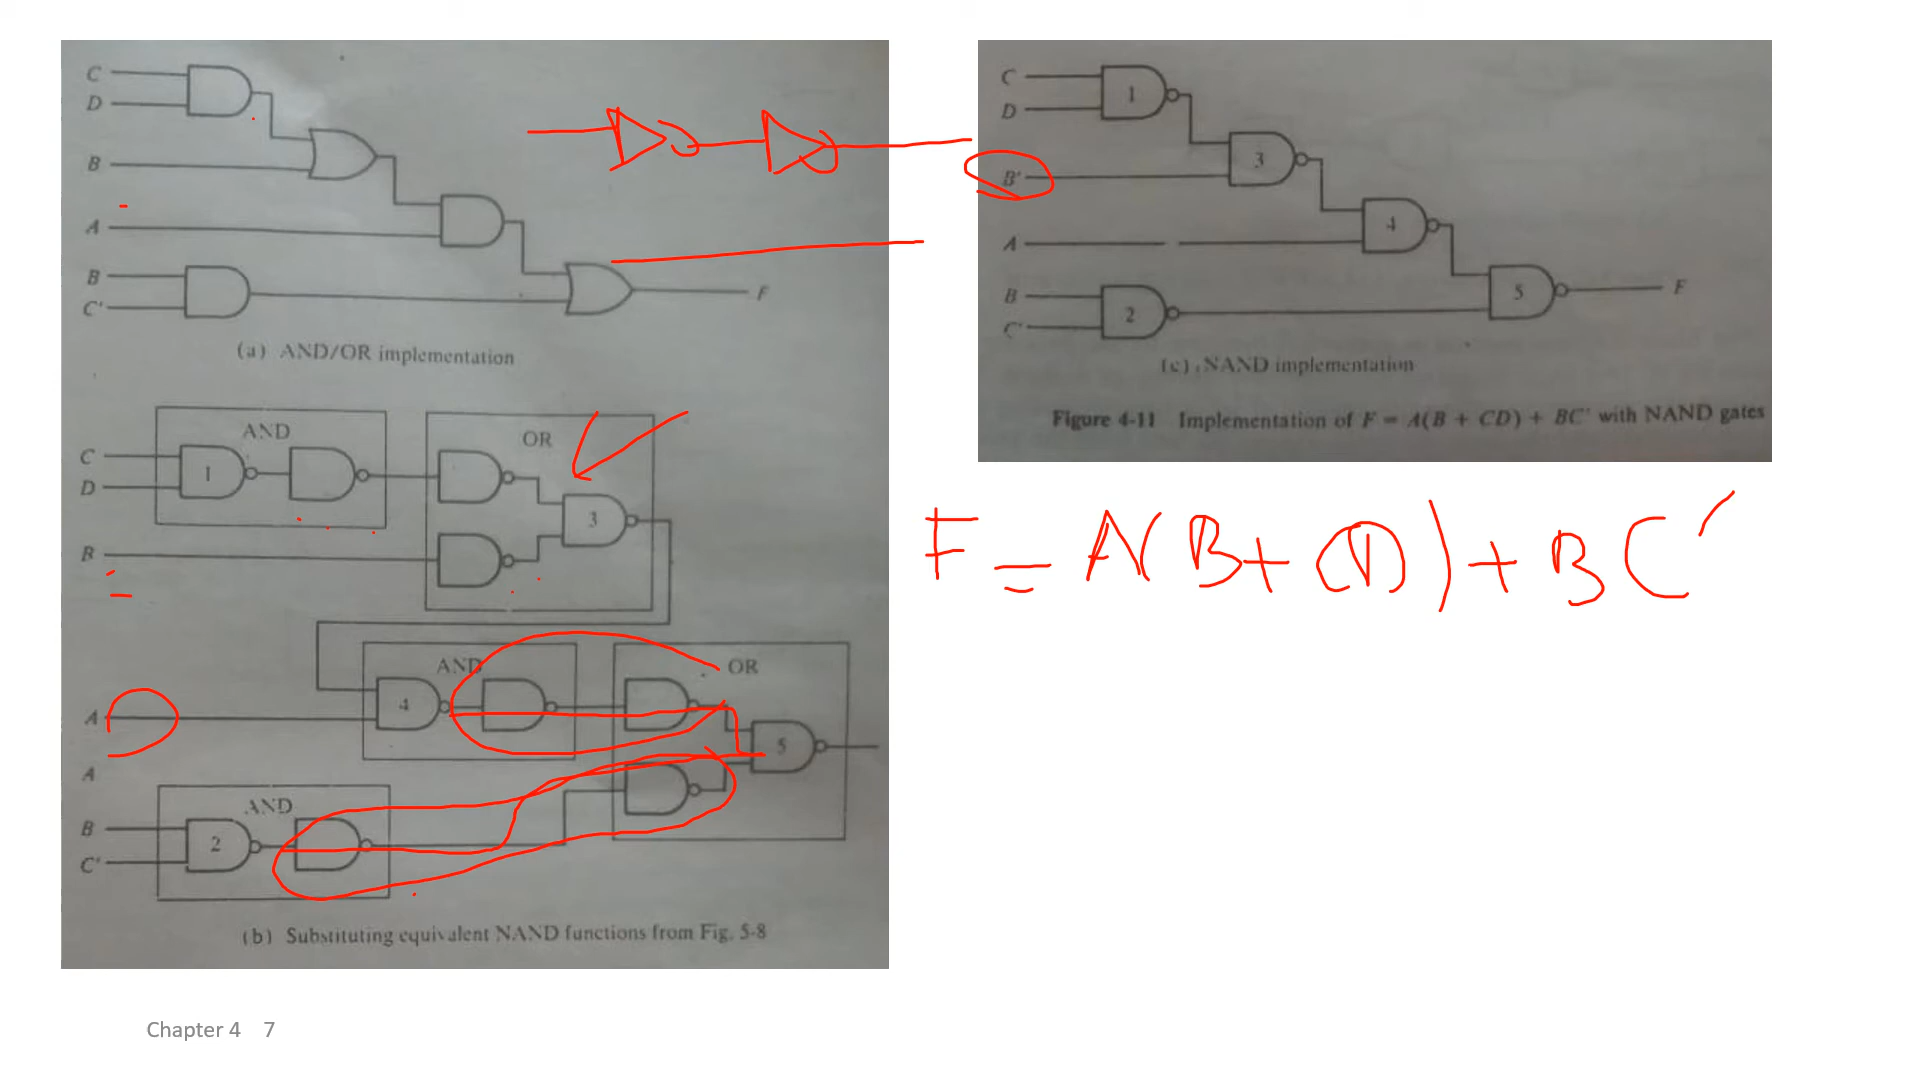 C
D
B
A
B
C'
F
(a) AND/OR implementation
AND
OR
C
D
1
3
B
AND
OR
A
4
5
A
AND
B
C'
2
(b) Substituting equivalent NAND functions from Fig. 5-8
C
D
1
B'
3
A
4
B
C'
2
5
F
(c) NAND implementation
Figure 4-11 Implementation of F = A(B + CD) + BC' with NAND gates
F = A(B+CD)+BC'
Chapter 4 7